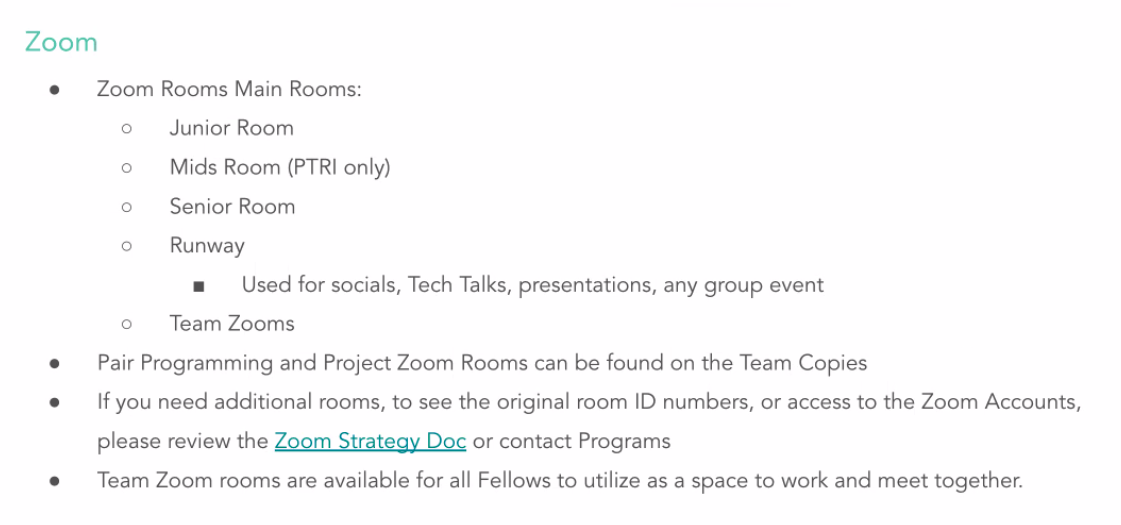 Zoom
● Zoom Rooms Main Rooms:
○ Junior Room
○ Mids Room (PTRI only)
○ Senior Room
○ Runway
■ Used for socials, Tech Talks, presentations, any group event
○ Team Zooms
● Pair Programming and Project Zoom Rooms can be found on the Team Copies
● If you need additional rooms, to see the original room ID numbers, or access to the Zoom Accounts,
please review the Zoom Strategy Doc or contact Programs
● Team Zoom rooms are available for all Fellows to utilize as a space to work and meet together.